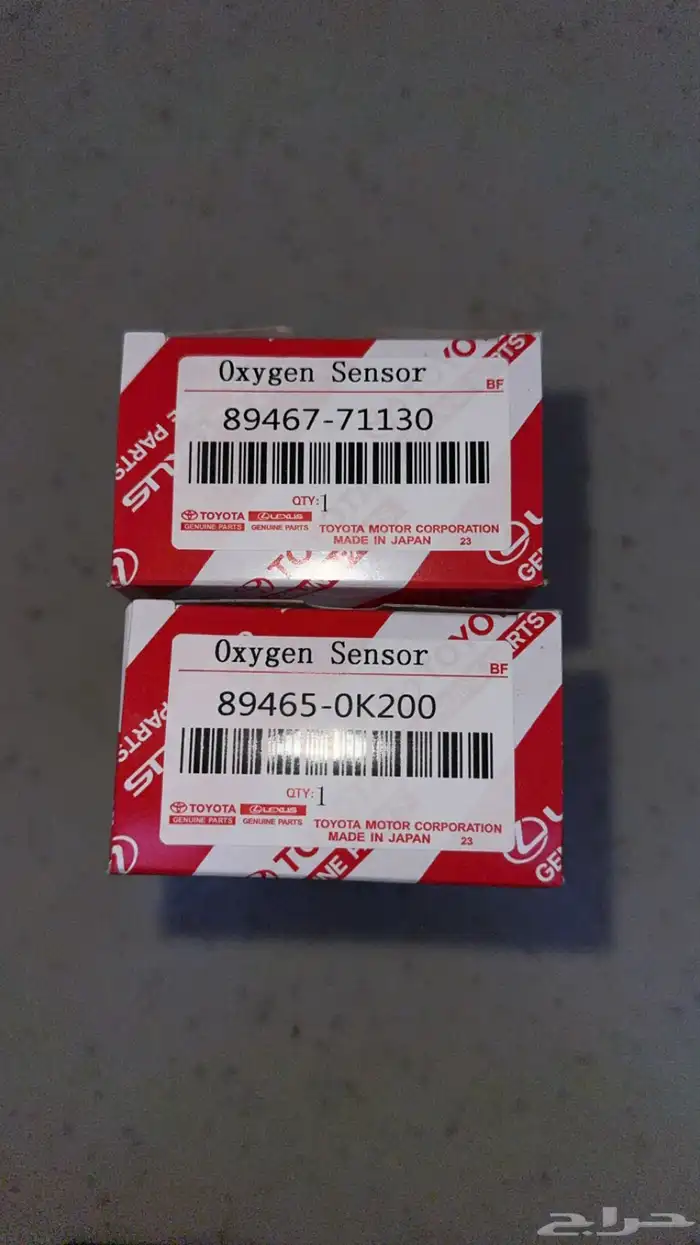 Oxygen Sensor
BF
89467-71130
QTY:1
TOYOTA LEXUS
GENUINE PARTS GENUINE PARTS
TOYOTA MOTOR CORPORATION
MADE IN JAPAN 23
PARTS
Oxygen Sensor
BF
89465-0K200
QTY:1
TOYOTA LEXUS
GENUINE PARTS GENUINE PARTS
TOYOTA MOTOR CORPORATION
MADE IN JAPAN 23
PARTS
حراج